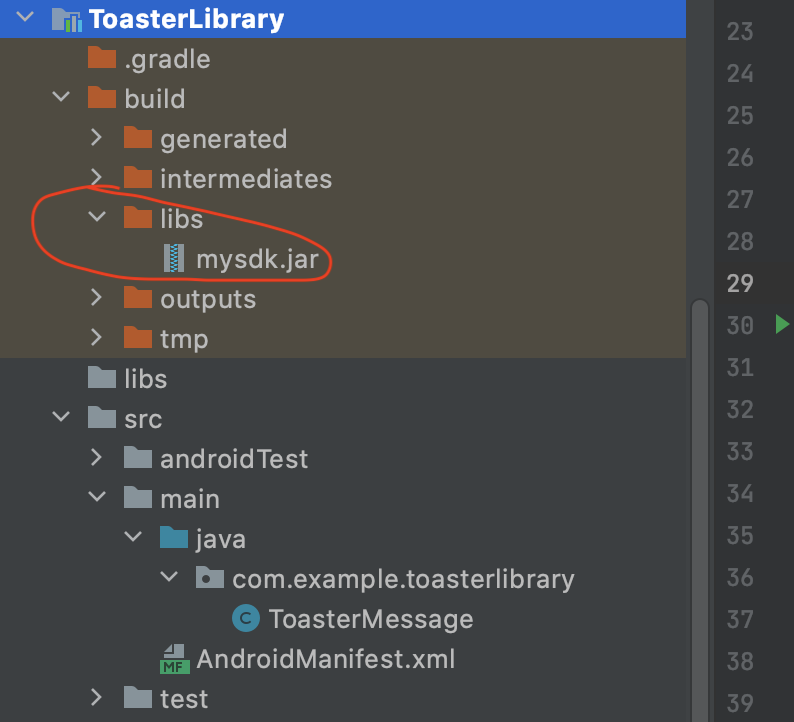 ToasterLibrary
.gradle
build
generated
intermediates
libs
mysdk.jar
outputs
tmp
libs
src
androidTest
main
java
com.example.toasterlibrary
C ToasterMessage
MF AndroidManifest.xml
test
23
24
25
26
27
28
29
30
31
32
33
34
35
36
37
38
39